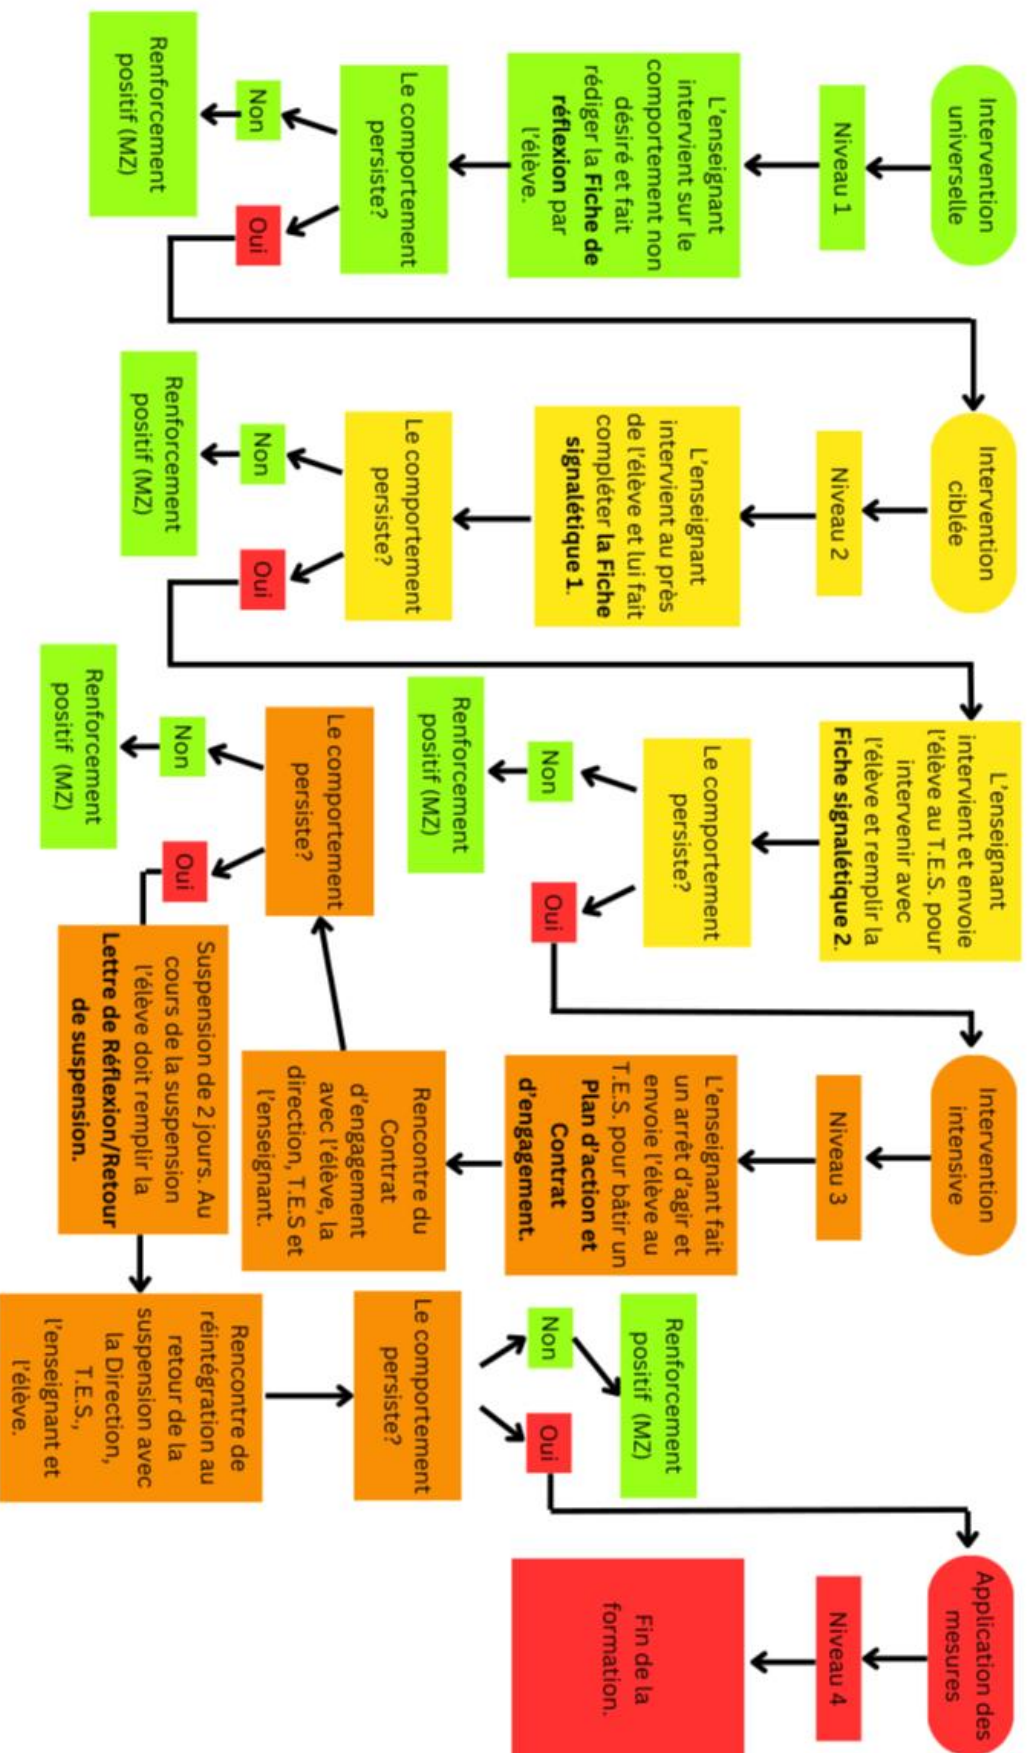 Intervention
universelle
Niveau 1
L'enseignant
intervient sur le
comportement non
désiré et fait
rédiger la Fiche de
réflexion par
l'élève.
Le comportement
persiste?
Non
Oui
Renforcement
positif (MZ)
Intervention
ciblée
Niveau 2
L'enseignant
intervient au près
de l'élève et lui fait
compléter la Fiche
signalétique 1.
Le comportement
persiste?
Non
Oui
Renforcement
positif (MZ)
L'enseignant
intervient et envoie
l'élève au T.E.S. pour
intervenir avec
l'élève et remplir la
Fiche signalétique 2.
Le comportement
persiste?
Non
Oui
Renforcement
positif (MZ)
Intervention
intensive
Niveau 3
L'enseignant fait
un arrêt d'agir et
envoie l'élève au
T.E.S. pour bâtir un
Plan d'action et
Contrat
d'engagement.
Rencontre du
Contrat
d'engagement
avec l'élève, la
direction, T.E.S et
l'enseignant.
Le comportement
persiste?
Non
Oui
Renforcement
positif (MZ)
Suspension de 2 jours. Au
cours de la suspension
l'élève doit remplir la
Lettre de Réflexion/Retour
de suspension.
Rencontre de
réintégration au
retour de la
suspension avec
la Direction,
T.E.S.,
l'enseignant et
l'élève.
Le comportement
persiste?
Non
Oui
Renforcement
positif (MZ)
Application des
mesures
Niveau 4
Fin de la
formation.